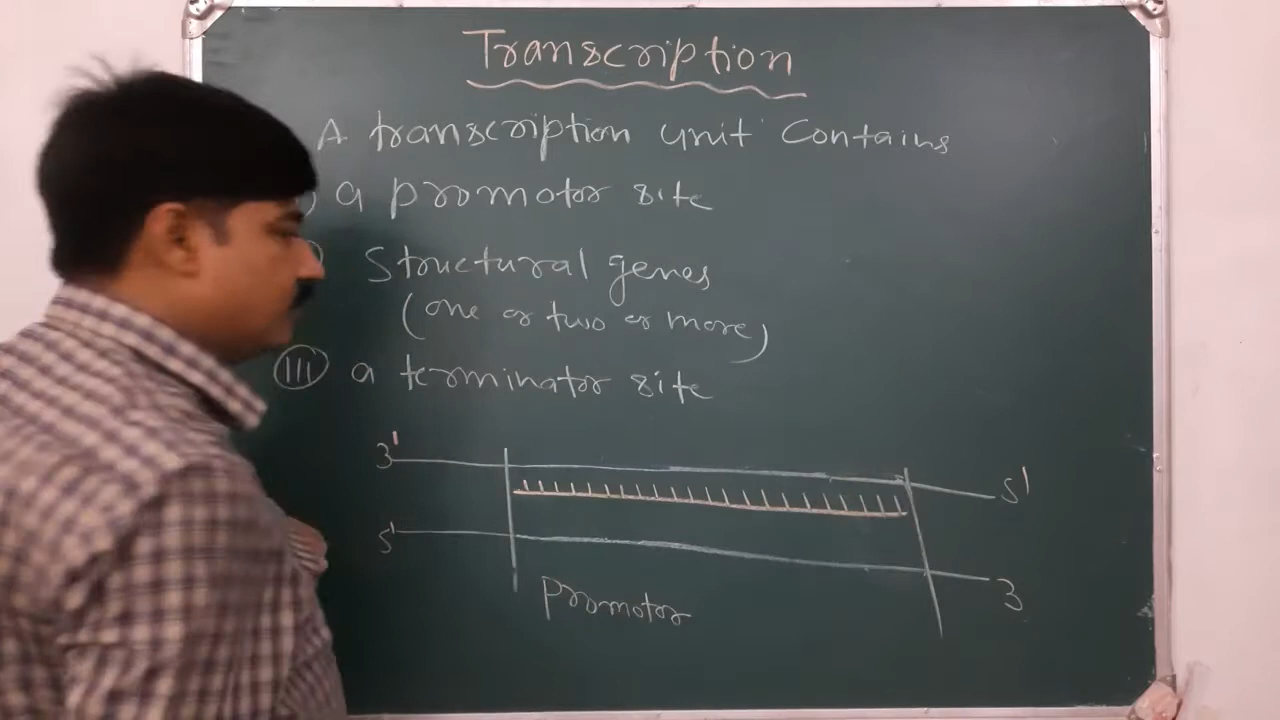 Transcription
A transcription unit contains
) a promotor site
) Structural genes
(one or two or more)
III a terminator site
3' 5'
5' 3
Promotor